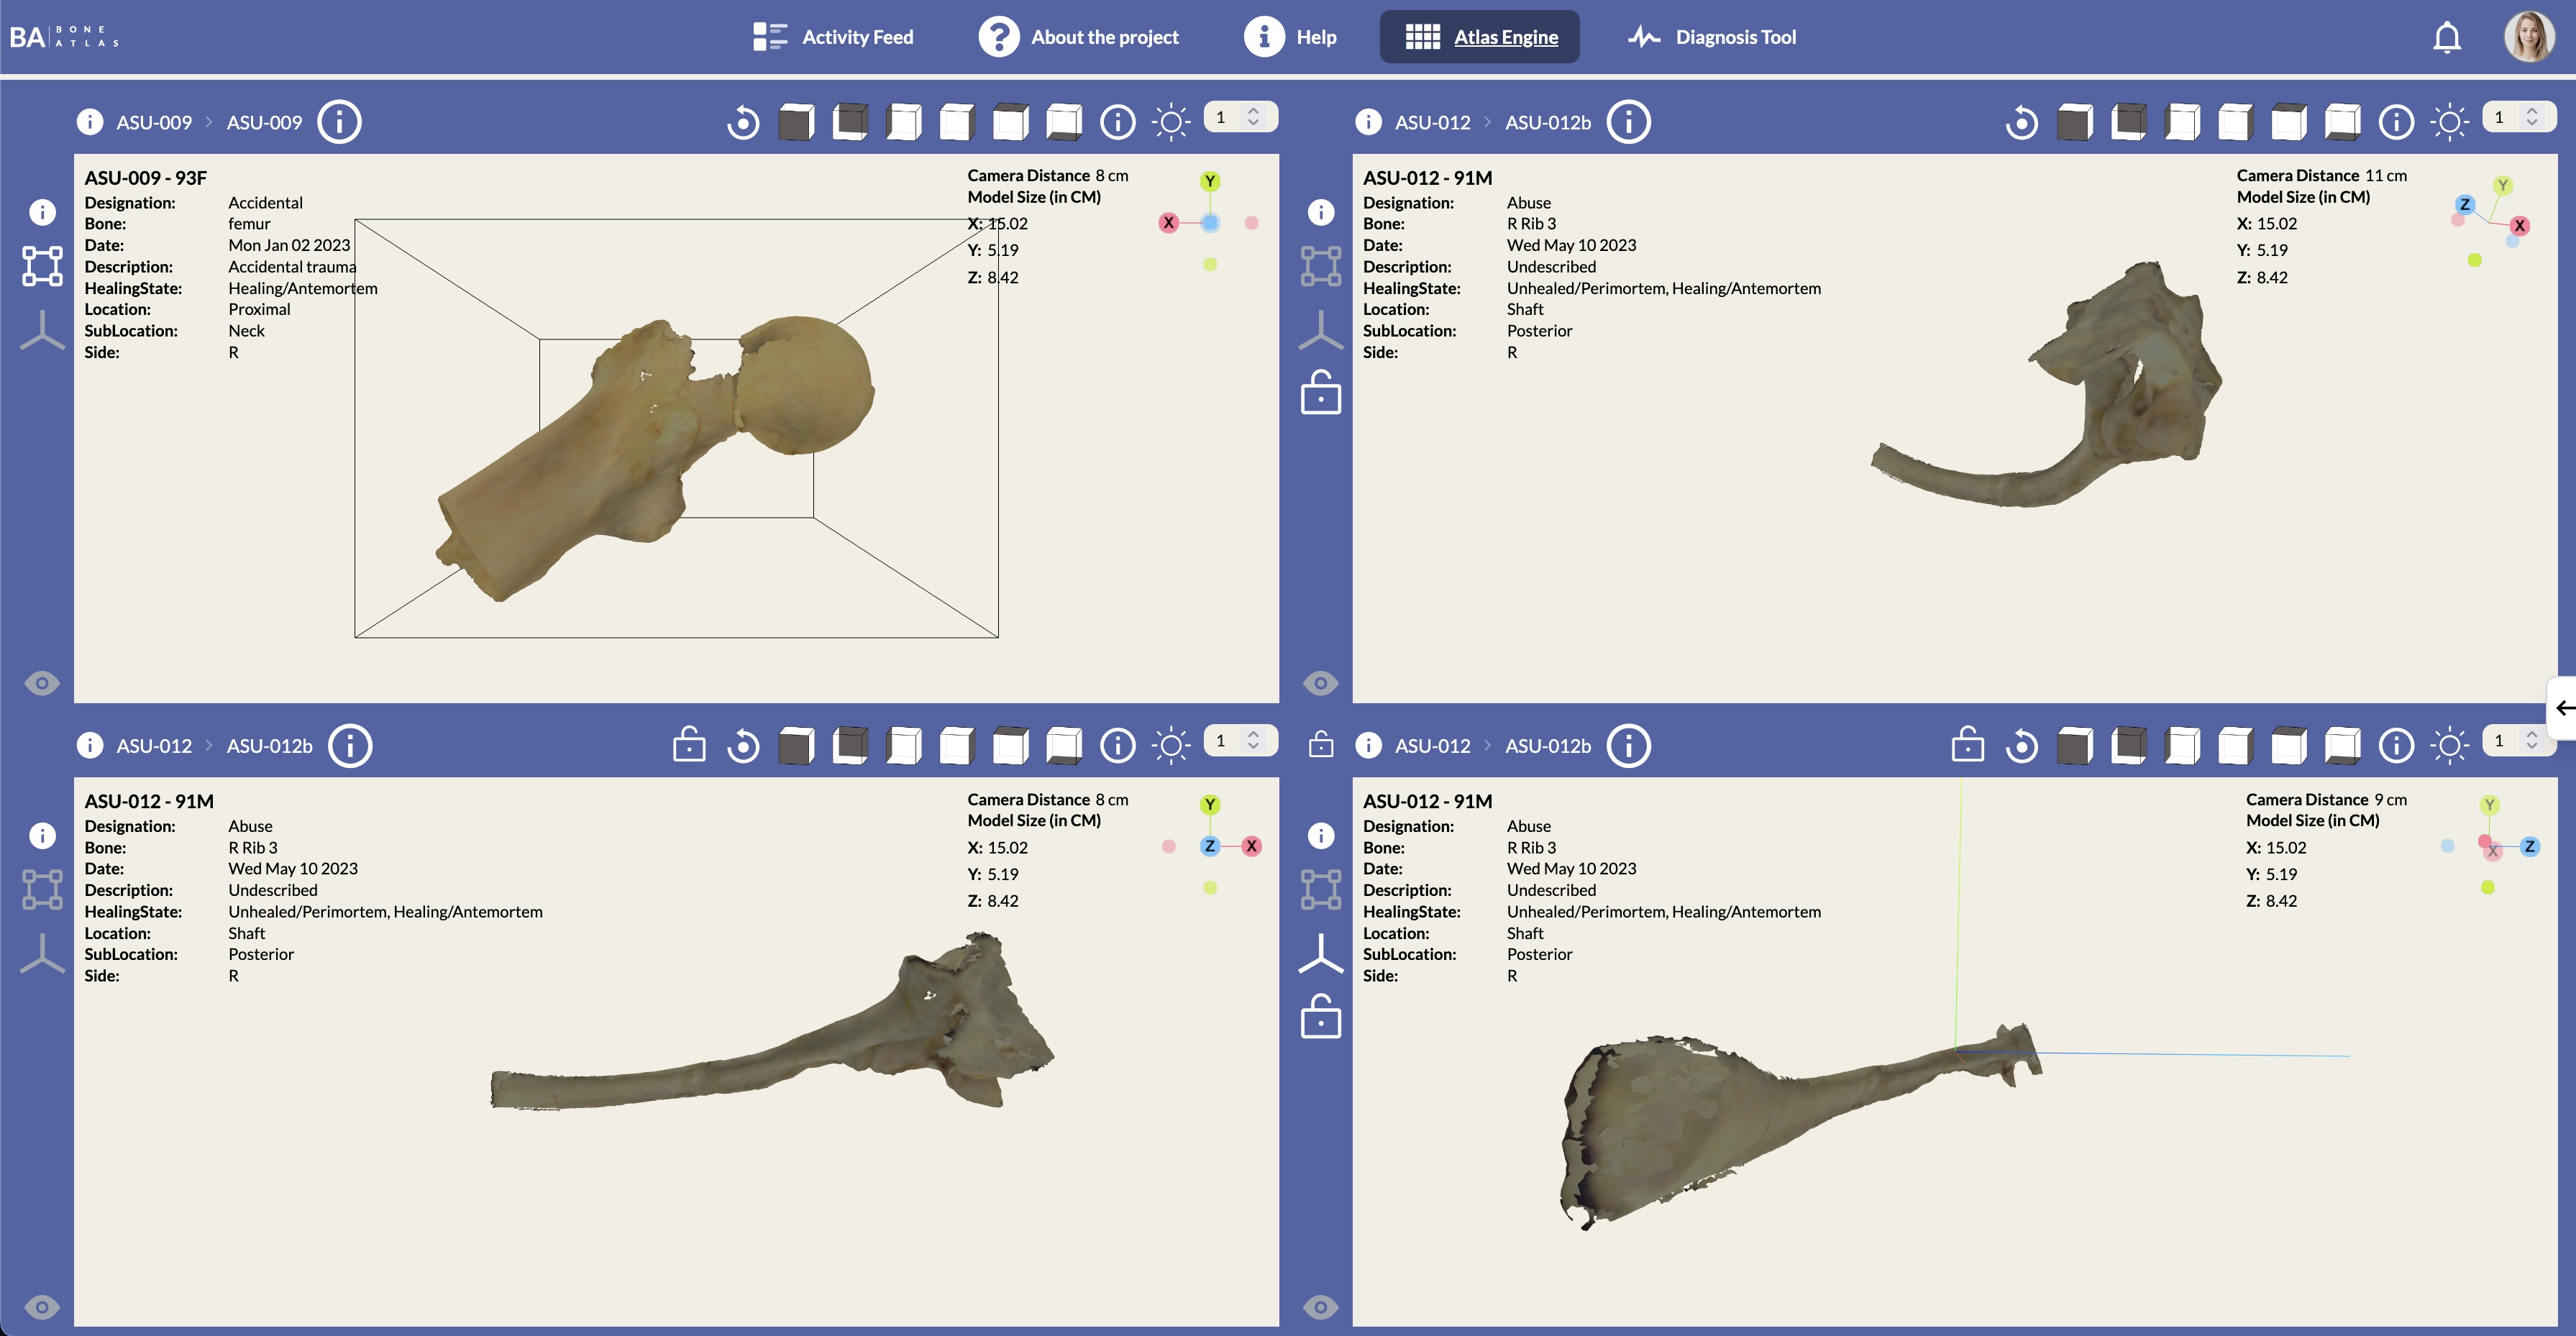 BA BONE ATLAS
Activity Feed
About the project
Help
Atlas Engine
Diagnosis Tool
ASU-009 > ASU-009
1
ASU-009 - 93F
Designation: Accidental
Bone: femur
Date: Mon Jan 02 2023
Description: Accidental trauma
HealingState: Healing/Antemortem
Location: Proximal
SubLocation: Neck
Side: R
Camera Distance 8 cm
Model Size (in CM)
X: 15.02
Y: 5.19
Z: 8.42
Y
X
ASU-012 > ASU-012b
1
ASU-012 - 91M
Designation: Abuse
Bone: R Rib 3
Date: Wed May 10 2023
Description: Undescribed
HealingState: Unhealed/Perimortem, Healing/Antemortem
Location: Shaft
SubLocation: Posterior
Side: R
Camera Distance 11 cm
Model Size (in CM)
X: 15.02
Y: 5.19
Z: 8.42
Y
Z
X
ASU-012 > ASU-012b
1
ASU-012 - 91M
Designation: Abuse
Bone: R Rib 3
Date: Wed May 10 2023
Description: Undescribed
HealingState: Unhealed/Perimortem, Healing/Antemortem
Location: Shaft
SubLocation: Posterior
Side: R
Camera Distance 8 cm
Model Size (in CM)
X: 15.02
Y: 5.19
Z: 8.42
Y
Z X
ASU-012 > ASU-012b
1
ASU-012 - 91M
Designation: Abuse
Bone: R Rib 3
Date: Wed May 10 2023
Description: Undescribed
HealingState: Unhealed/Perimortem, Healing/Antemortem
Location: Shaft
SubLocation: Posterior
Side: R
Camera Distance 9 cm
Model Size (in CM)
X: 15.02
Y: 5.19
Z: 8.42
Y
X Z